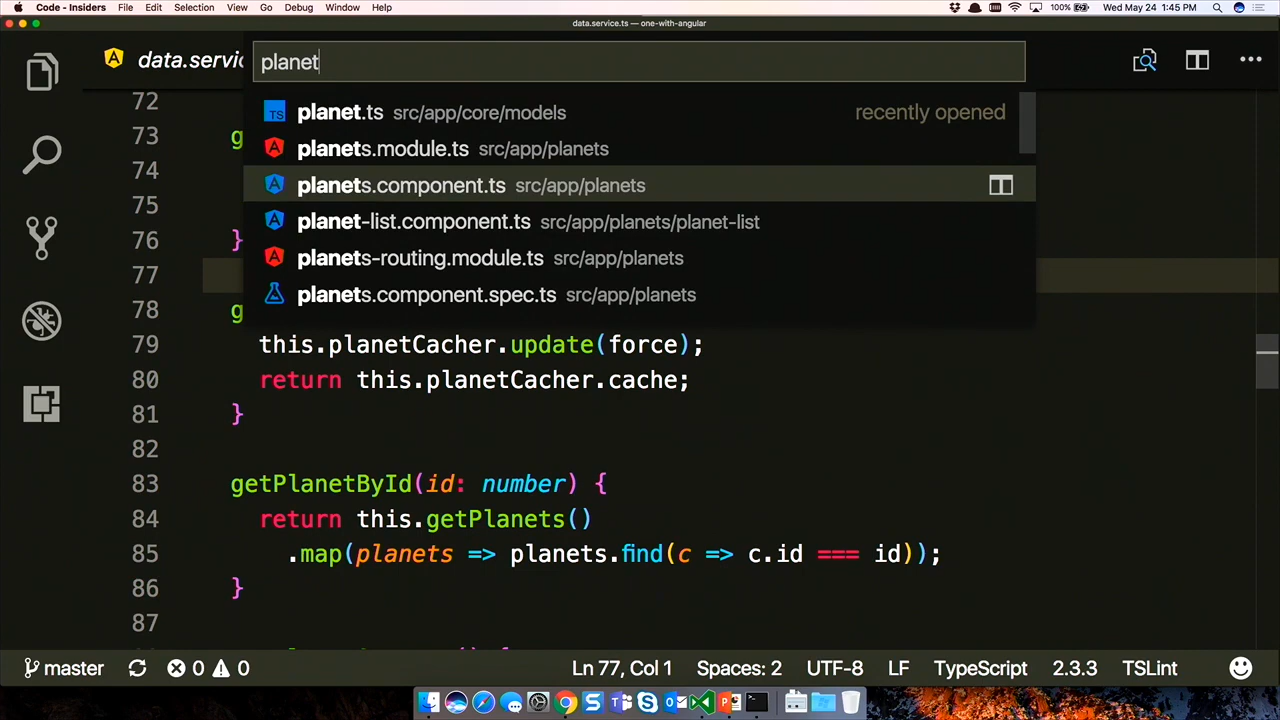 Code - Insiders File Edit Selection View Go Debug Window Help 100% Wed May 24 1:45 PM
data.service.ts — one-with-angular
data.servic
planet
planet.ts src/app/core/models recently opened
planets.module.ts src/app/planets
planets.component.ts src/app/planets
planet-list.component.ts src/app/planets/planet-list
planets-routing.module.ts src/app/planets
planets.component.spec.ts src/app/planets
72
73 g
74
75
76 }
77
78 g
79 this.planetCacher.update(force);
80 return this.planetCacher.cache;
81 }
82
83 getPlanetById(id: number) {
84 return this.getPlanets()
85 .map(planets => planets.find(c => c.id === id));
86 }
87
master 0 0 Ln 77, Col 1 Spaces: 2 UTF-8 LF TypeScript 2.3.3 TSLint